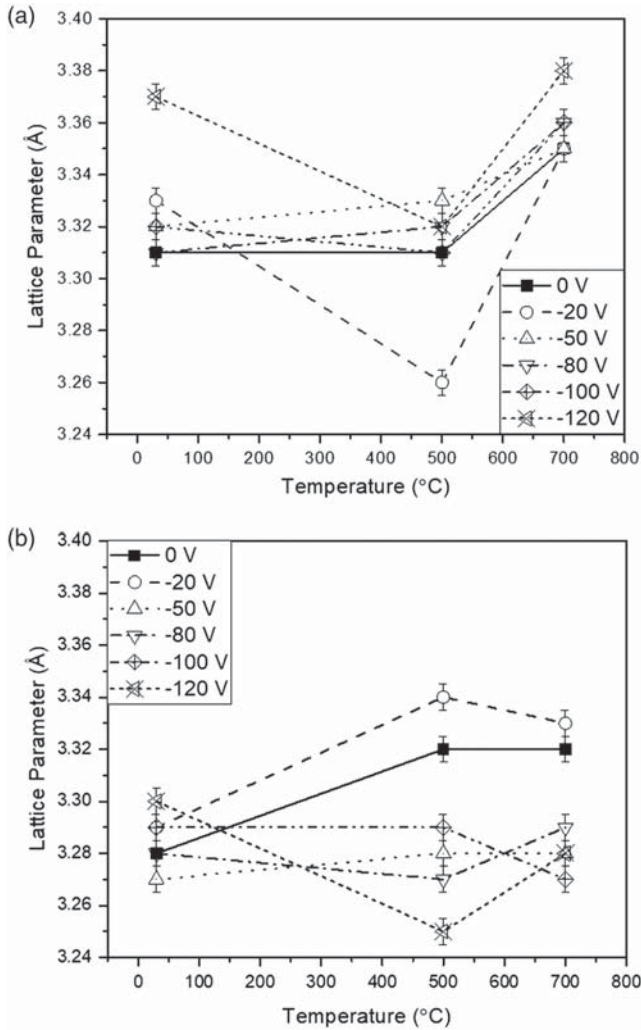 (a)
3.40
3.38
3.36
3.34
3.32
3.30
3.28
3.26
3.24
Lattice Parameter (Å)
0 V
-20 V
-50 V
-80 V
-100 V
-120 V
0 100 200 300 400 500 600 700 800
Temperature (°C)
(b)
3.40
3.38
3.36
3.34
3.32
3.30
3.28
3.26
3.24
Lattice Parameter (Å)
0 V
-20 V
-50 V
-80 V
-100 V
-120 V
0 100 200 300 400 500 600 700 800
Temperature (°C)